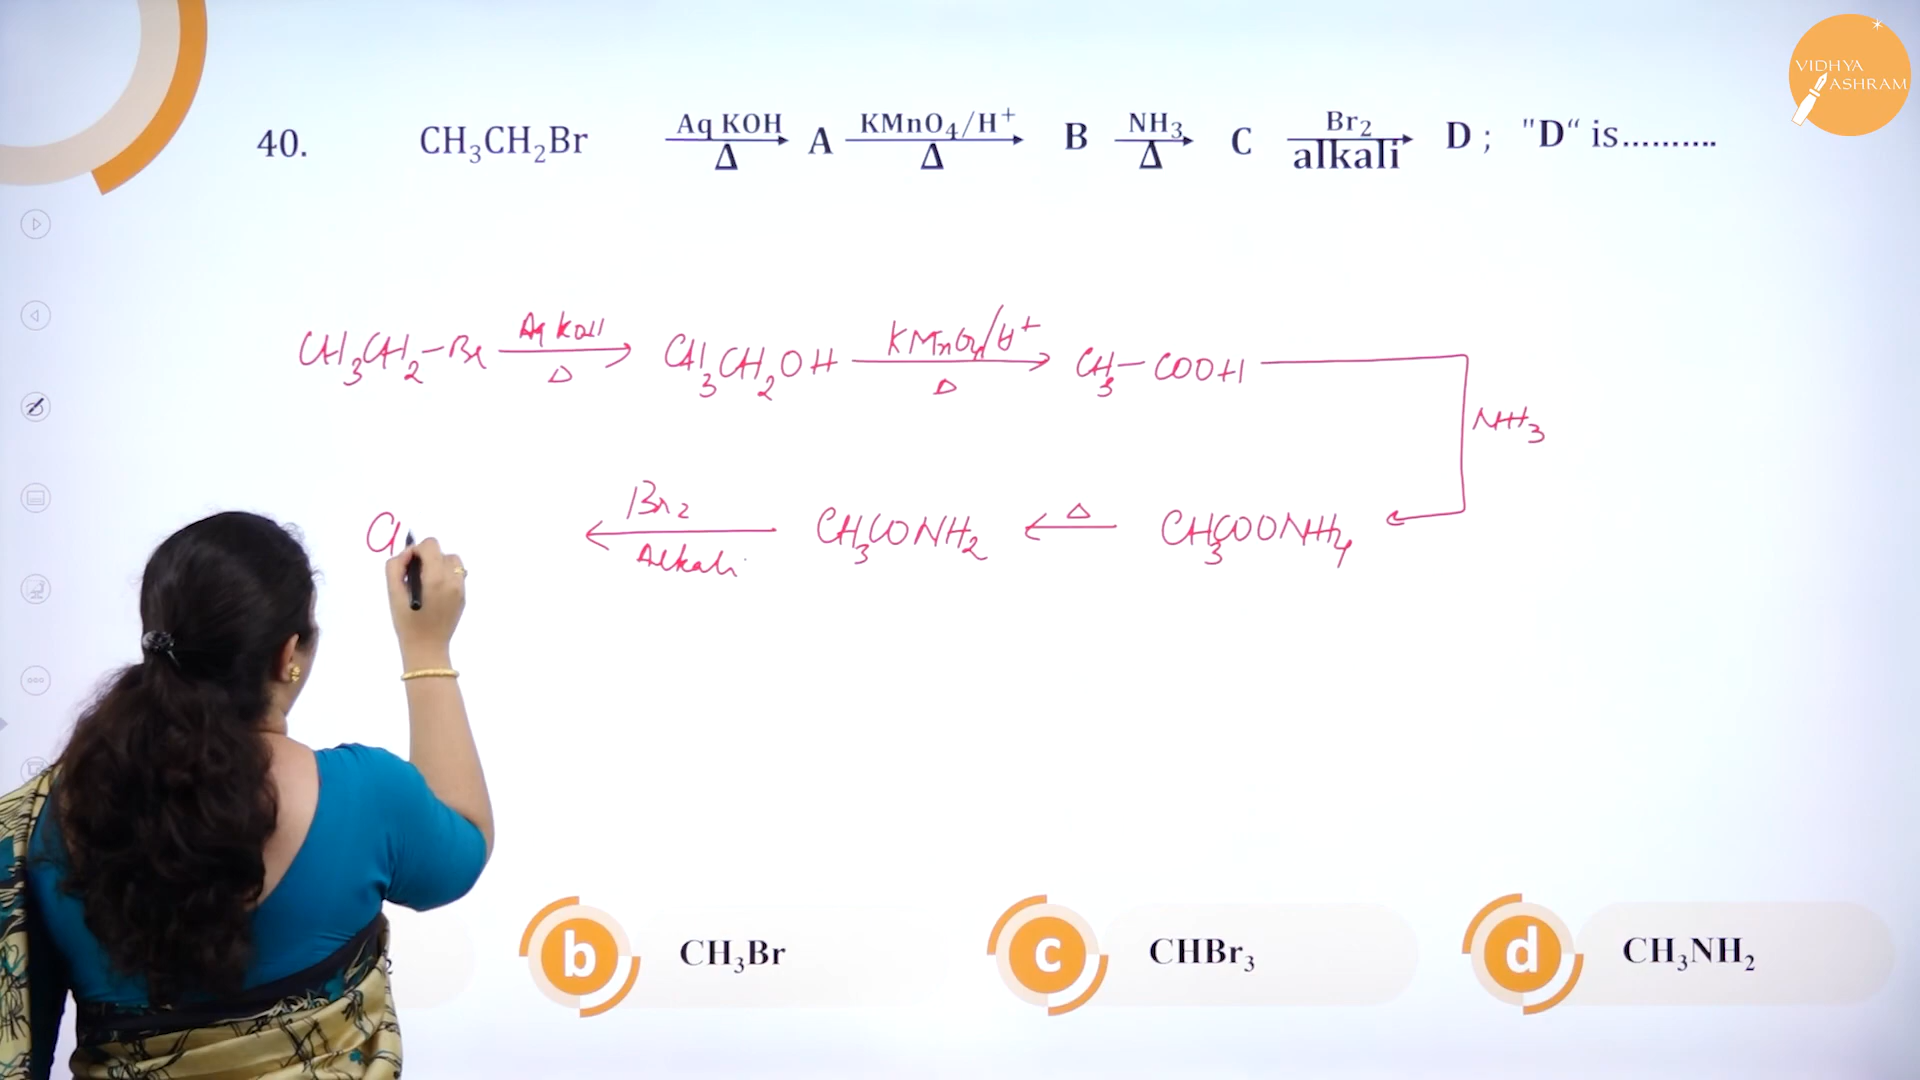 VIDHYA
ASHRAM
40. CH₃CH₂Br Aq KOH Δ A KMnO₄/H⁺ Δ B NH₃ Δ C Br₂ alkali D ; "D“ is..........
CH₃CH₂-Br Aq KOH Δ CH₃CH₂OH KMnO₄/H⁺ Δ CH₃-COOH
NH₃
Br₂ Alkali CH₃CONH₂ Δ CH₃COONH₄
b CH₃Br c CHBr₃ d CH₃NH₂